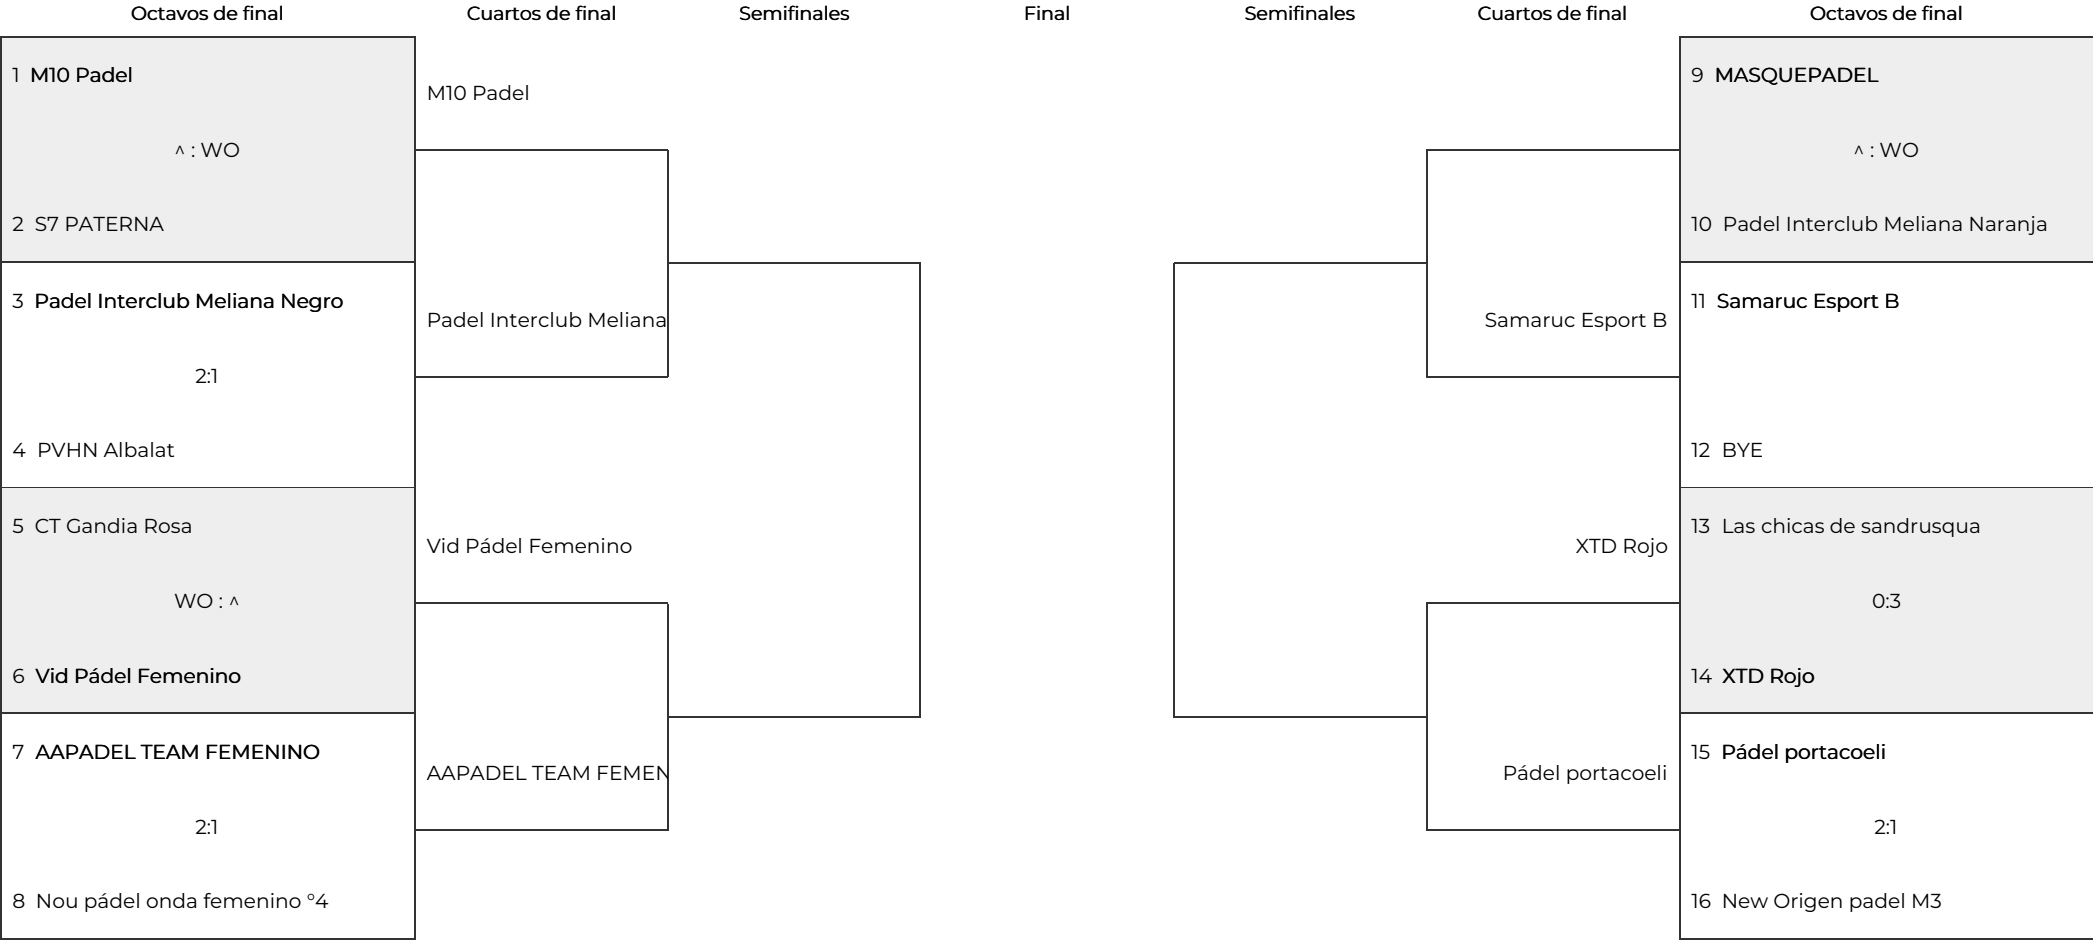 Octavos de final Cuartos de final Semifinales Final Semifinales Cuartos de final Octavos de final
1 M10 Padel
M10 Padel
^ : WO
2 S7 PATERNA
3 Padel Interclub Meliana Negro
Padel Interclub Meliana
2:1
4 PVHN Albalat
5 CT Gandia Rosa
Vid Pádel Femenino
WO : ^
6 Vid Pádel Femenino
7 AAPADEL TEAM FEMENINO
AAPADEL TEAM FEMEN
2:1
8 Nou pádel onda femenino º4
9 MASQUEPADEL
^ : WO
10 Padel Interclub Meliana Naranja
11 Samaruc Esport B
Samaruc Esport B
12 BYE
13 Las chicas de sandrusqua
XTD Rojo
0:3
14 XTD Rojo
15 Pádel portacoeli
Pádel portacoeli
2:1
16 New Origen padel M3